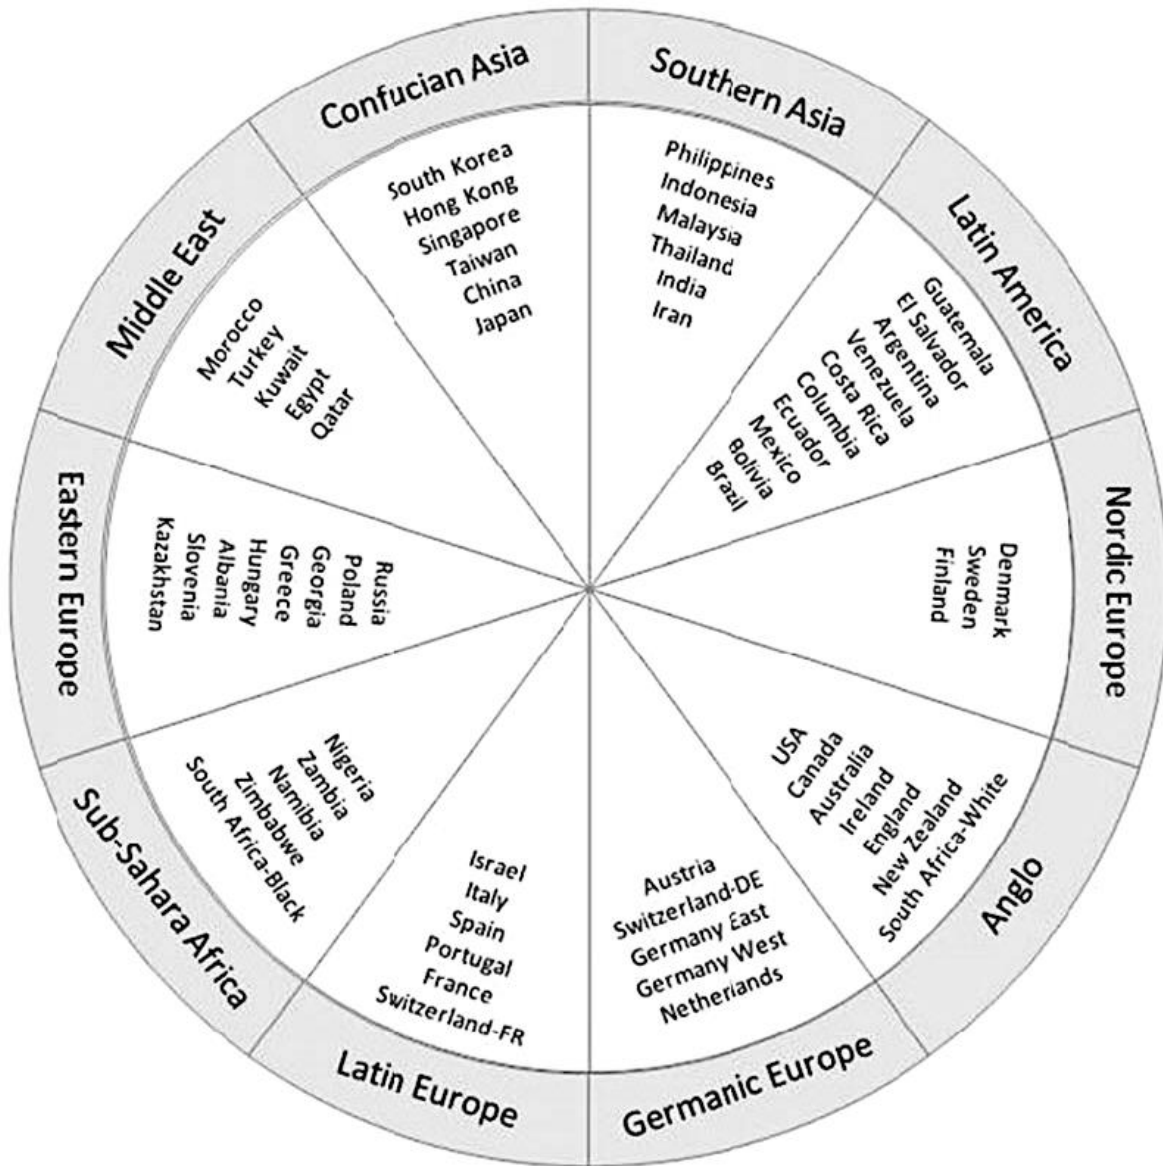 Confucian Asia
South Korea
Hong Kong
Singapore
Taiwan
China
Japan
Southern Asia
Philippines
Indonesia
Malaysia
Thailand
India
Iran
Latin America
Guatemala
El Salvador
Argentina
Venezuela
Costa Rica
Columbia
Ecuador
Mexico
Bolivia
Brazil
Nordic Europe
Denmark
Sweden
Finland
Anglo
USA
Canada
Australia
Ireland
England
New Zealand
South Africa-White
Germanic Europe
Austria
Switzerland-DE
Germany East
Germany West
Netherlands
Latin Europe
Israel
Italy
Spain
Portugal
France
Switzerland-FR
Sub-Sahara Africa
Nigeria
Zambia
Namibia
Zimbabwe
South Africa-Black
Eastern Europe
Russia
Poland
Georgia
Greece
Hungary
Albania
Slovenia
Kazakhstan
Middle East
Morocco
Turkey
Kuwait
Egypt
Qatar